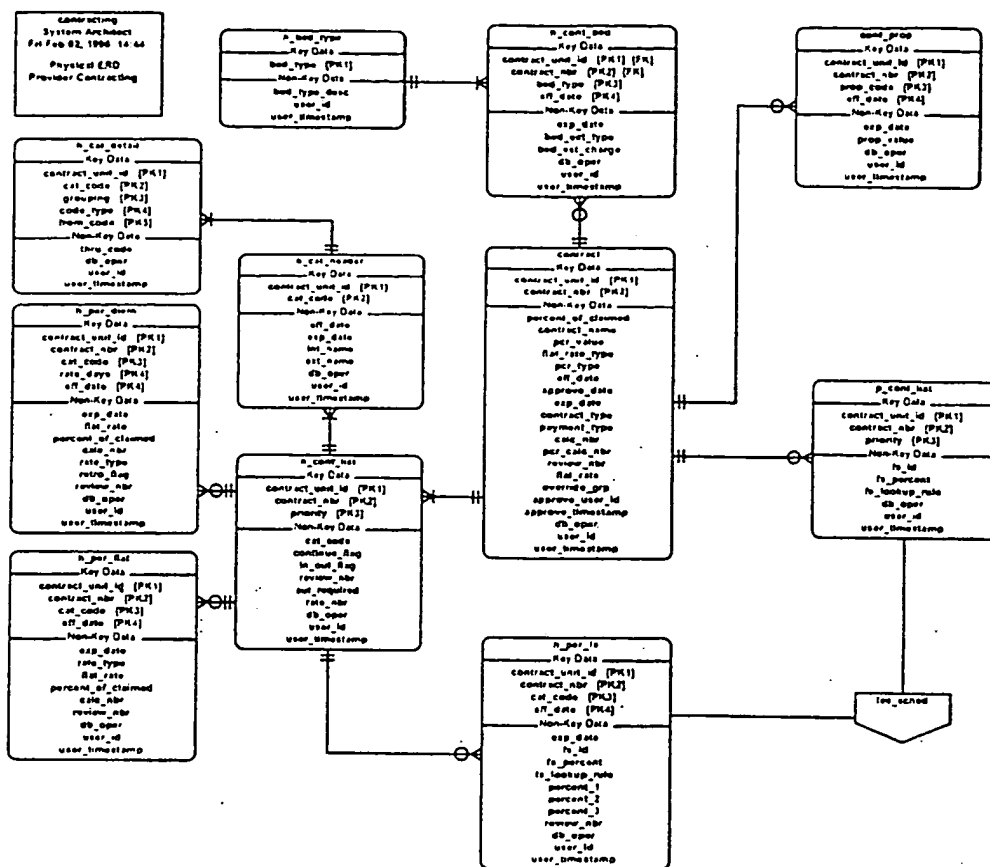 contracting
System Architect
Fri Feb 02, 1996 14:44
Physical ERD
Provider Contracting
h_bed_type
Key Data
bed_type [PK1]
Non-Key Data
bed_type_desc
user_id
user_timestamp
h_cont_bed
Key Data
contract_unit_id [PK1] [FK]
contract_nbr [PK2] [FK]
bed_type [PK3]
eff_date [PK4]
Non-Key Data
exp_date
bed_ext_type
bed_ext_charge
db_oper
user_id
user_timestamp
cont_prop
Key Data
contract_unit_id [PK1]
contract_nbr [PK2]
prop_code [PK3]
eff_date [PK4]
Non-Key Data
exp_date
prop_value
db_oper
user_id
user_timestamp
h_cat_detail
Key Data
contract_unit_id [PK1]
cat_code [PK2]
grouping [PK3]
code_type [PK4]
from_code [PK5]
Non-Key Data
thru_code
db_oper
user_id
user_timestamp
h_cat_header
Key Data
contract_unit_id [PK1]
cat_code [PK2]
Non-Key Data
eff_date
exp_date
int_name
ext_name
db_oper
user_id
user_timestamp
contract
Key Data
contract_unit_id [PK1]
contract_nbr [PK2]
Non-Key Data
percent_of_claimed
contract_name
pcr_value
flat_rate_type
pcr_type
eff_date
approve_date
exp_date
contract_type
payment_type
calc_nbr
pcr_calc_nbr
review_nbr
flat_rate
override_grp
approve_user_id
approve_timestamp
db_oper
user_id
user_timestamp
h_per_diem
Key Data
contract_unit_id [PK1]
contract_nbr [PK2]
cat_code [PK3]
rate_days [PK4]
eff_date [PK4]
Non-Key Data
exp_date
flat_rate
percent_of_claimed
calc_nbr
rate_type
retro_flag
review_nbr
db_oper
user_id
user_timestamp
p_cont_hat
Key Data
contract_unit_id [PK1]
contract_nbr [PK2]
priority [PK3]
Non-Key Data
fs_id
fs_percent
fs_lookup_rule
db_oper
user_id
user_timestamp
h_cont_hat
Key Data
contract_unit_id [PK1]
contract_nbr [PK2]
priority [PK3]
Non-Key Data
cat_code
continue_flag
in_out_flag
review_nbr
aut_required
rate_nbr
db_oper
user_id
user_timestamp
h_per_flat
Key Data
contract_unit_id [PK1]
contract_nbr [PK2]
cat_code [PK3]
eff_date [PK4]
Non-Key Data
exp_date
rate_type
flat_rate
percent_of_claimed
calc_nbr
review_nbr
db_oper
user_id
user_timestamp
h_per_fs
Key Data
contract_unit_id [PK1]
contract_nbr [PK2]
cat_code [PK3]
eff_date [PK4]
Non-Key Data
exp_date
fs_id
fs_percent
fs_lookup_rule
percent_1
percent_2
percent_3
review_nbr
db_oper
user_id
user_timestamp
fee_sched